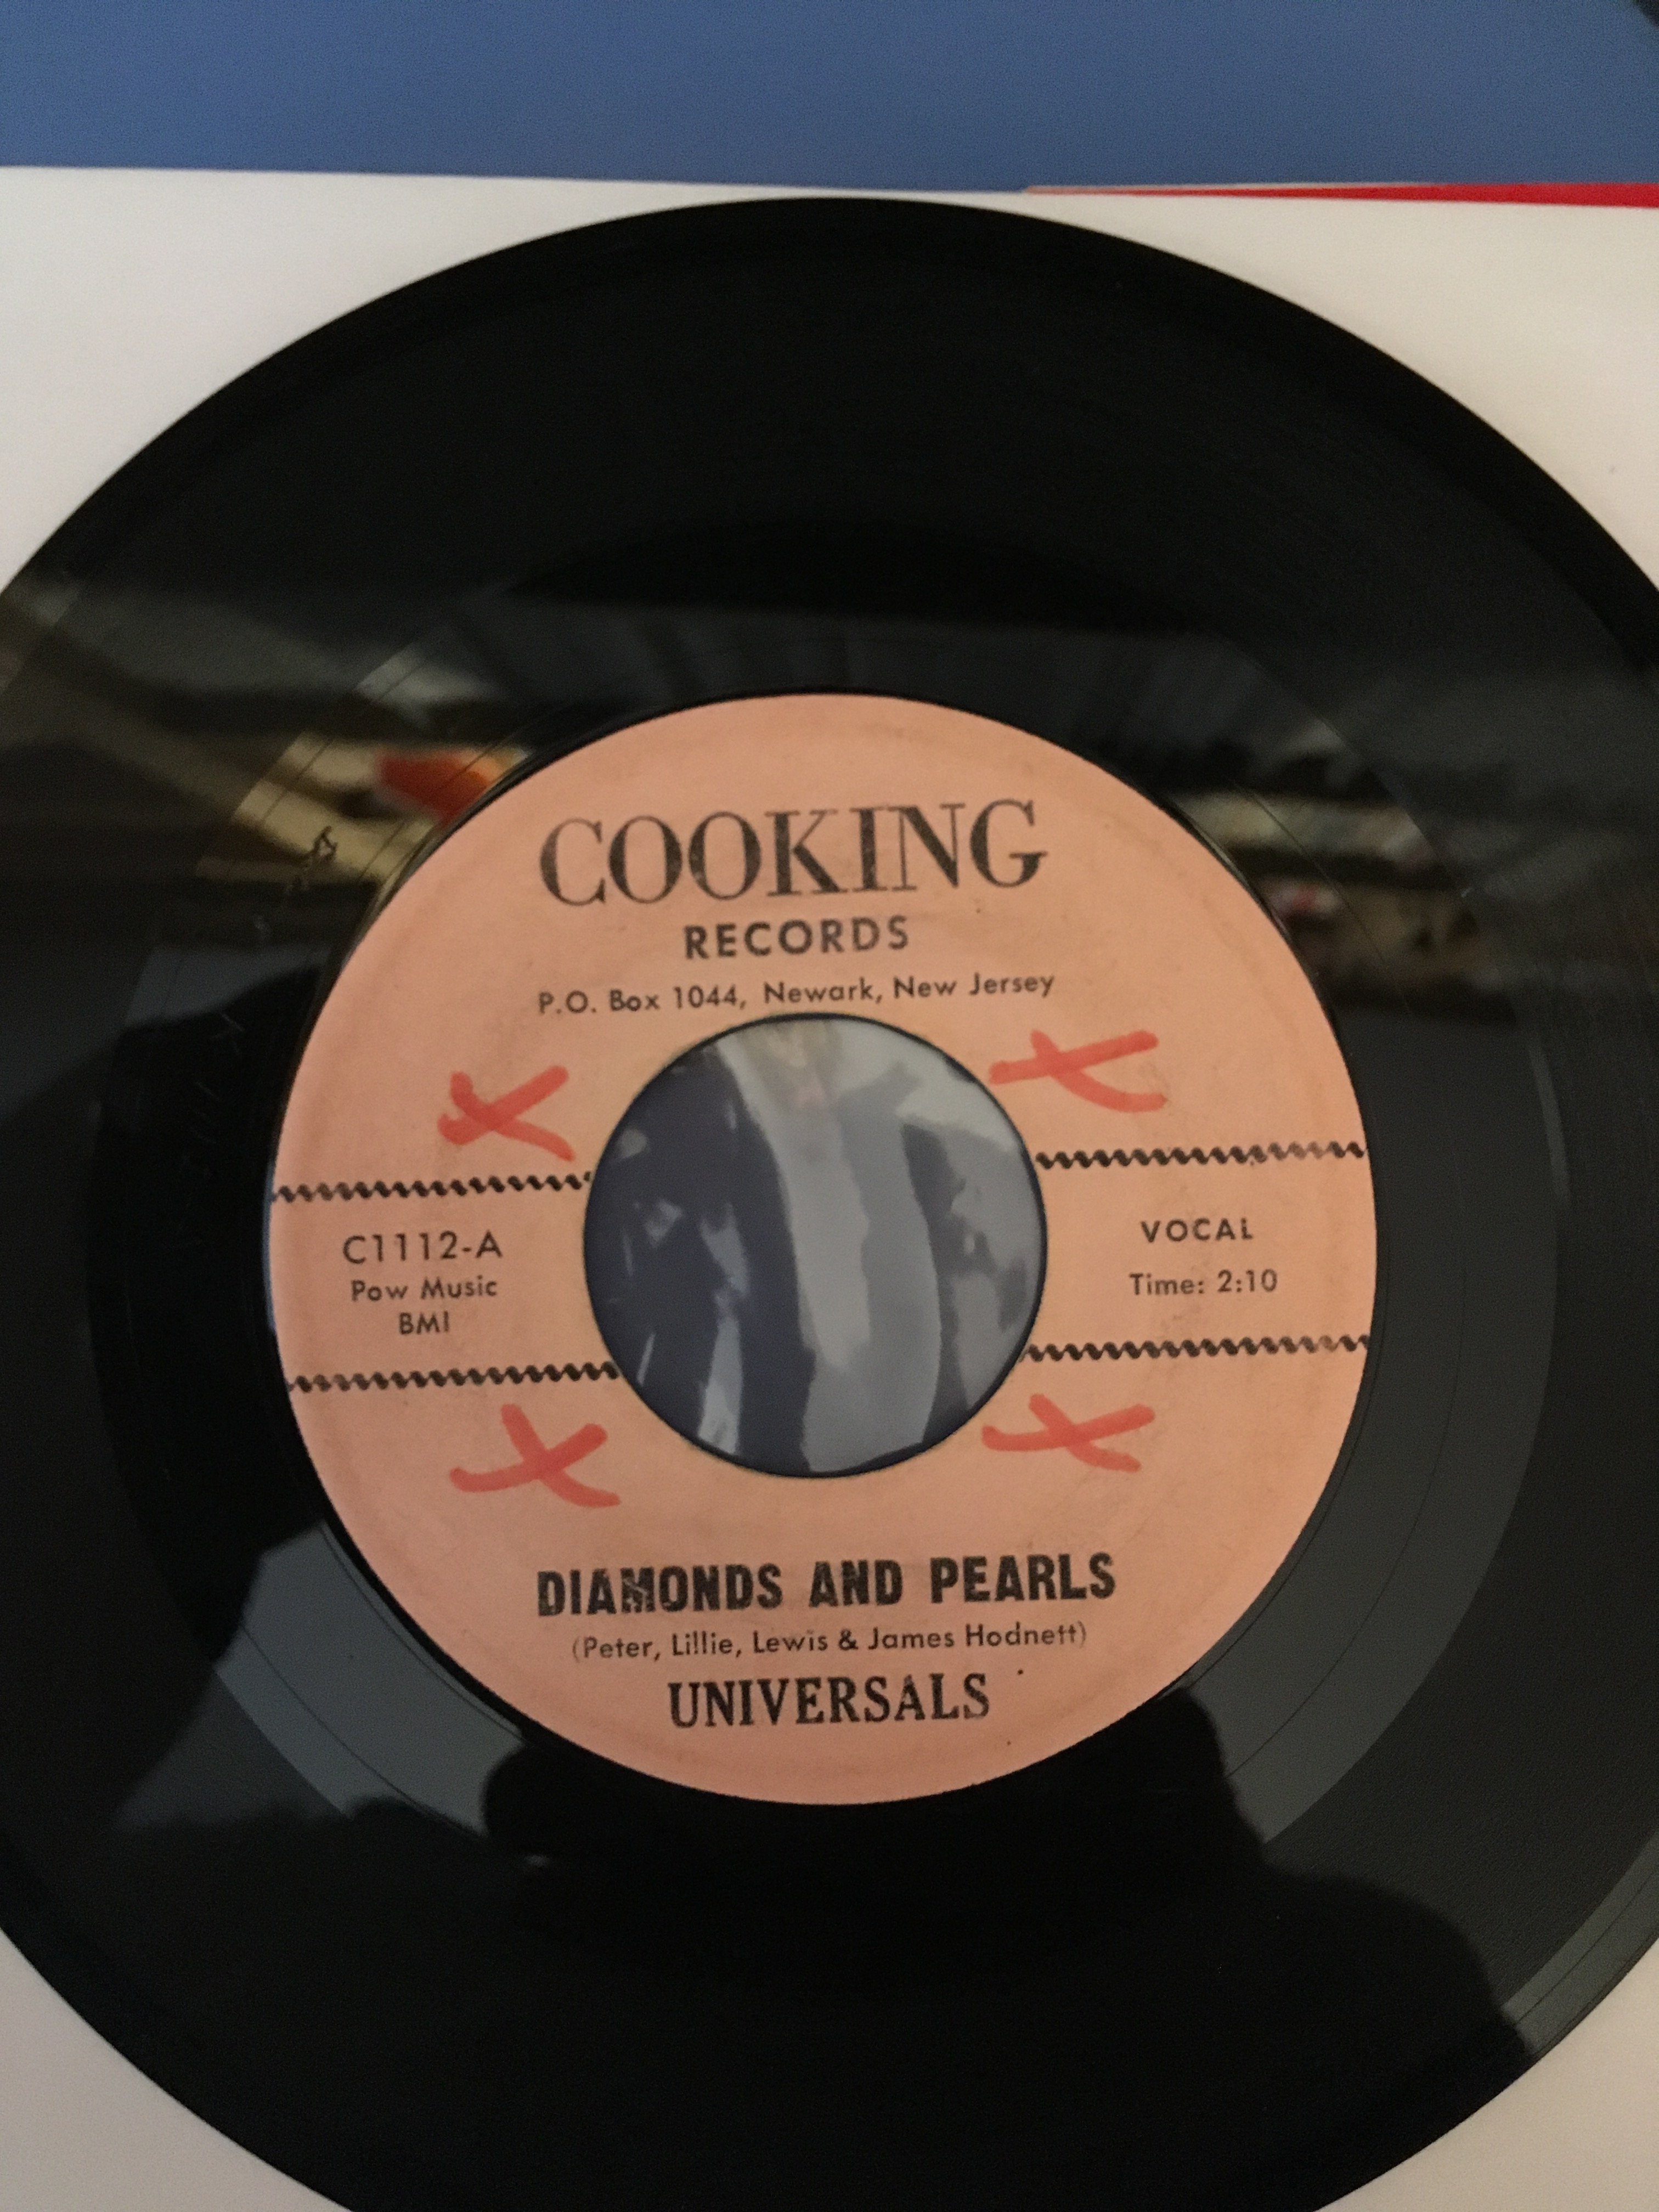 COOKING
RECORDS
P.O. Box 1044, Newark, New Jersey
C1112-A
Pow Music
BMI
VOCAL
Time: 2:10
DIAMONDS AND PEARLS
(Peter, Lillie, Lewis & James Hodnett)
UNIVERSALS